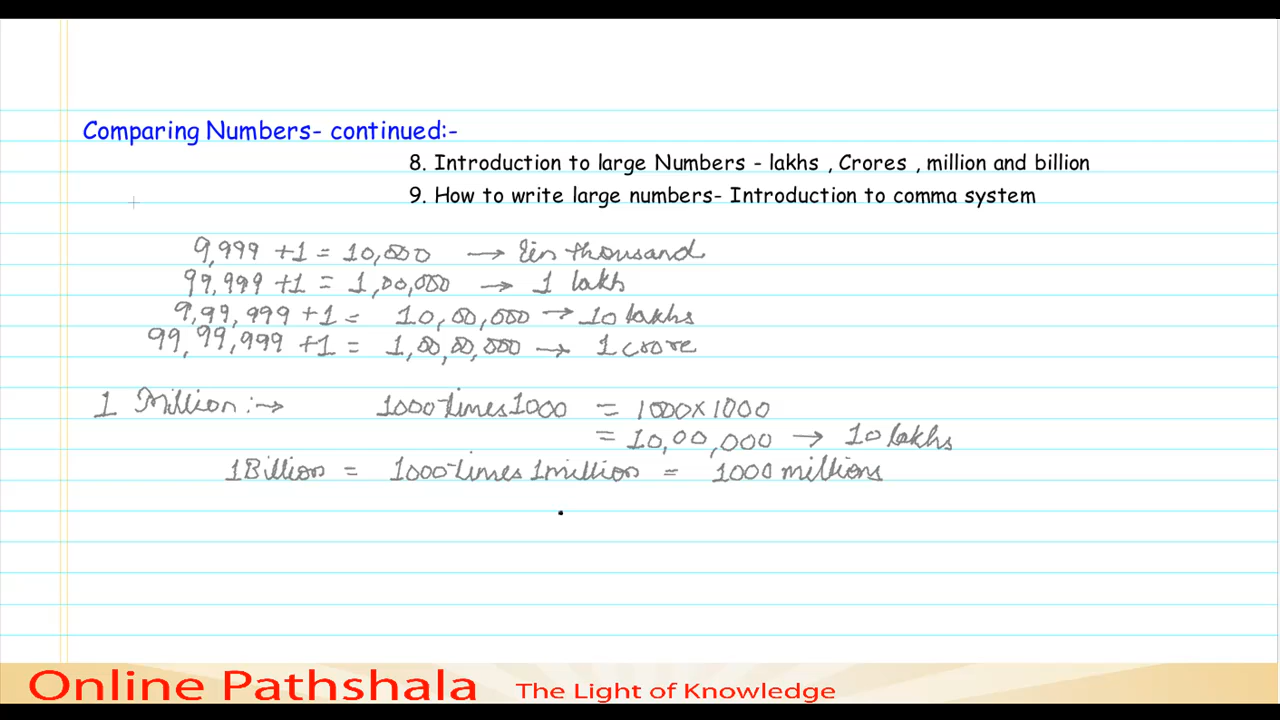 Comparing Numbers- continued:-
8. Introduction to large Numbers - lakhs , Crores , million and billion
9. How to write large numbers- Introduction to comma system
9,999 +1 = 10,000 → Ten thousand
99,999 +1 = 1,00,000 → 1 lakh
9,99,999 +1 = 10,00,000 → 10 lakhs
99,99,999 +1 = 1,00,00,000 → 1 crore
1 Million :→ 1000 times 1000 = 1000 x 1000
= 10,00,000 → 10 lakhs
1 Billion = 1000 times 1 million = 1000 millions
Online Pathshala The Light of Knowledge